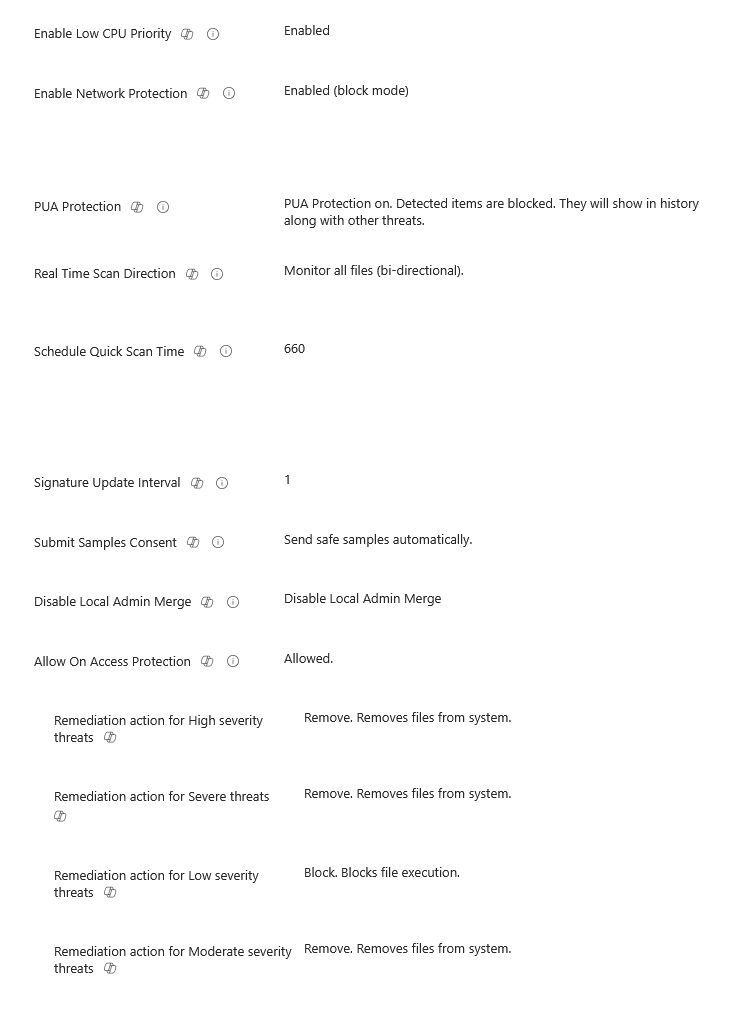 Enable Low CPU Priority
Enabled
Enable Network Protection
Enabled (block mode)
PUA Protection
PUA Protection on. Detected items are blocked. They will show in history
along with other threats.
Real Time Scan Direction
Monitor all files (bi-directional).
Schedule Quick Scan Time
660
Signature Update Interval
1
Submit Samples Consent
Send safe samples automatically.
Disable Local Admin Merge
Disable Local Admin Merge
Allow On Access Protection
Allowed.
Remediation action for High severity
threats
Remove. Removes files from system.
Remediation action for Severe threats
Remove. Removes files from system.
Remediation action for Low severity
threats
Block. Blocks file execution.
Remediation action for Moderate severity
threats
Remove. Removes files from system.